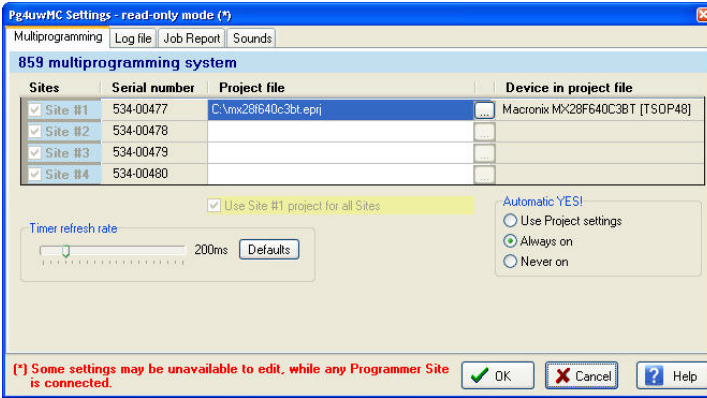 Pg4uwMC Settings - read-only mode (*)
Multiprogramming Log file Job Report Sounds
859 multiprogramming system
Sites Serial number Project file Device in project file
Site #1 534-00477 C:\mx28f640c3bt.eprj ... Macronix MX28F640C3BT [TSOP48]
Site #2 534-00478 ...
Site #3 534-00479 ...
Site #4 534-00480 ...
Use Site #1 project for all Sites
Automatic YES!
Use Project settings
Always on
Never on
Timer refresh rate
200ms Defaults
(*) Some settings may be unavailable to edit, while any Programmer Site
is connected.
OK Cancel Help